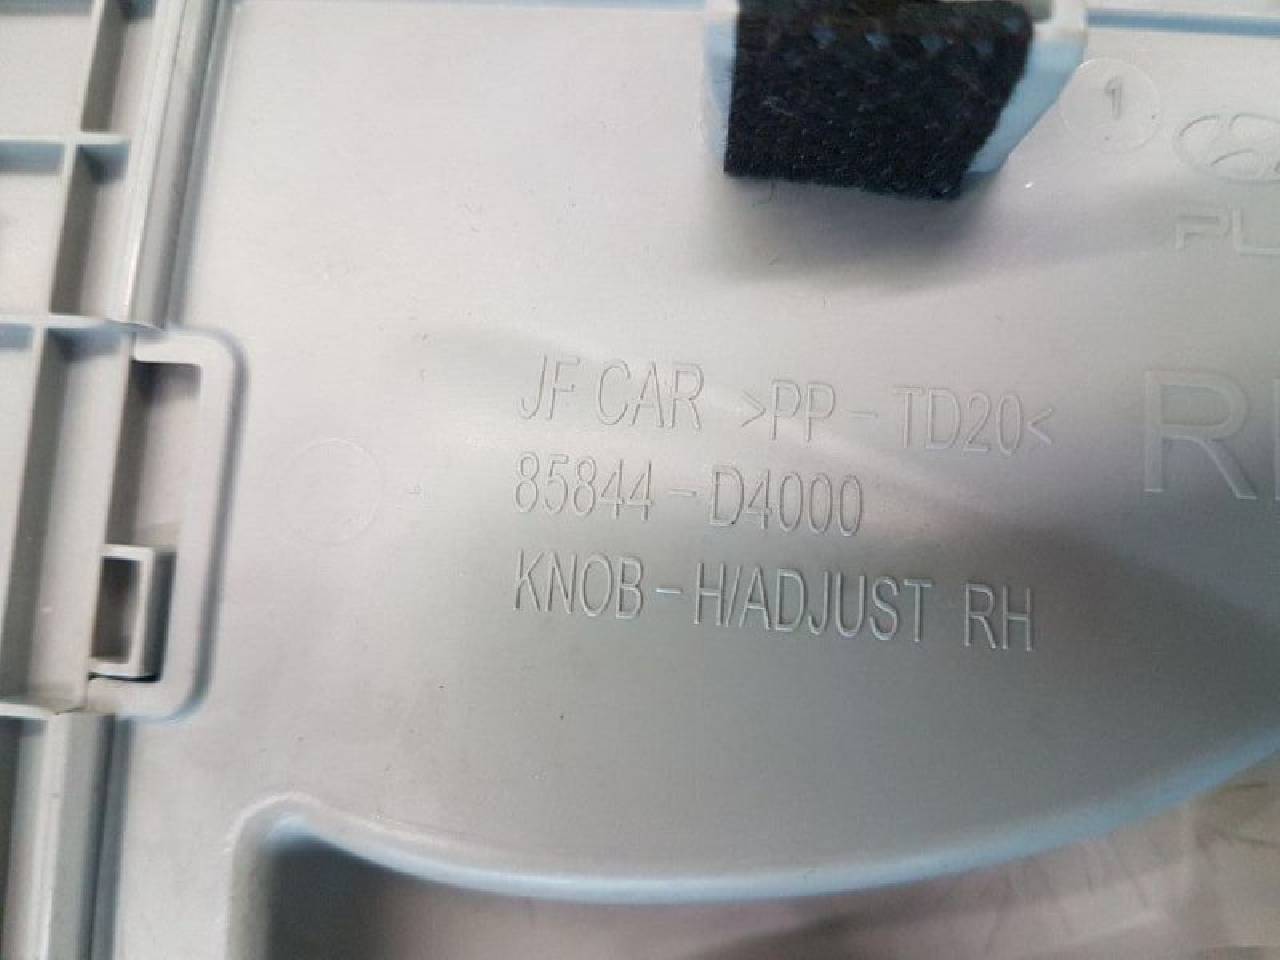 1
JF CAR >PP-TD20<
85844-D4000
KNOB-H/ADJUST RH